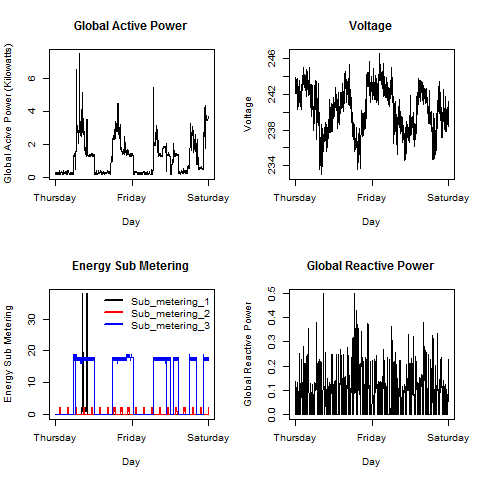 Global Active Power
Global Acive Power (Kilowatts)
0 2 4 6
Thursday Friday Saturday
Day
Voltage
Voltage
234 238 242 246
Thursday Friday Saturday
Day
Energy Sub Metering
Energy Sub Metering
0 10 20 30
Sub_metering_1
Sub_metering_2
Sub_metering_3
Thursday Friday Saturday
Day
Global Reactive Power
Global Reactive Power
0.0 0.1 0.2 0.3 0.4 0.5
Thursday Friday Saturday
Day